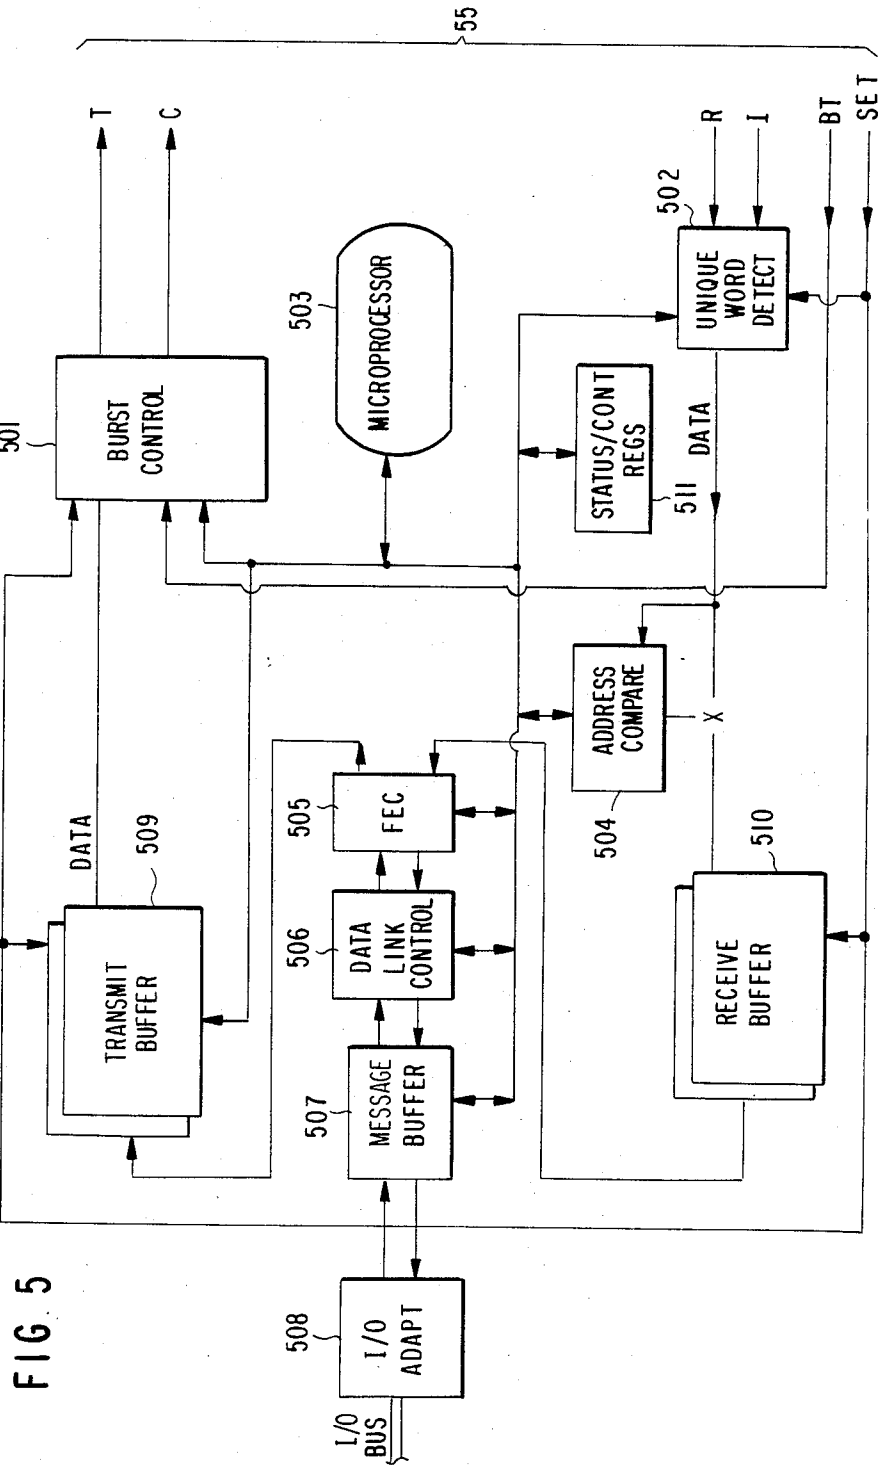 FIG. 5
55
T
C
R
I
BT
SET
501
BURST
CONTROL
503
MICROPROCESSOR
502
UNIQUE
WORD
DETECT
STATUS/CONT
REGS
511
DATA
DATA
509
TRANSMIT
BUFFER
505
FEC
504
ADDRESS
COMPARE
X
506
DATA
LINK
CONTROL
510
RECEIVE
BUFFER
507
MESSAGE
BUFFER
508
I/O
ADAPT
I/O
BUS